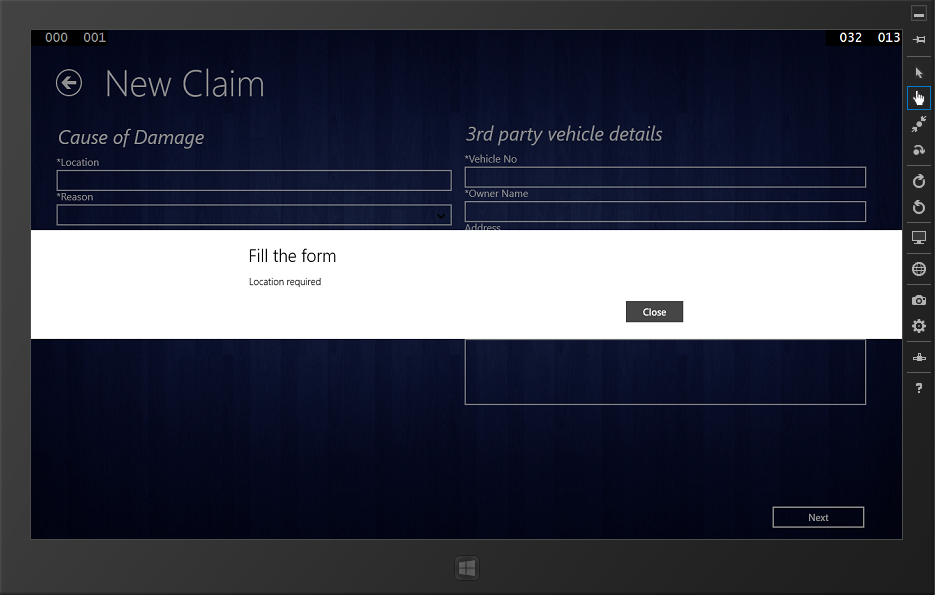 000 001
032 013
New Claim
Cause of Damage
*Location
*Reason
3rd party vehicle details
*Vehicle No
*Owner Name
Address
Fill the form
Location required
Close
Next
?